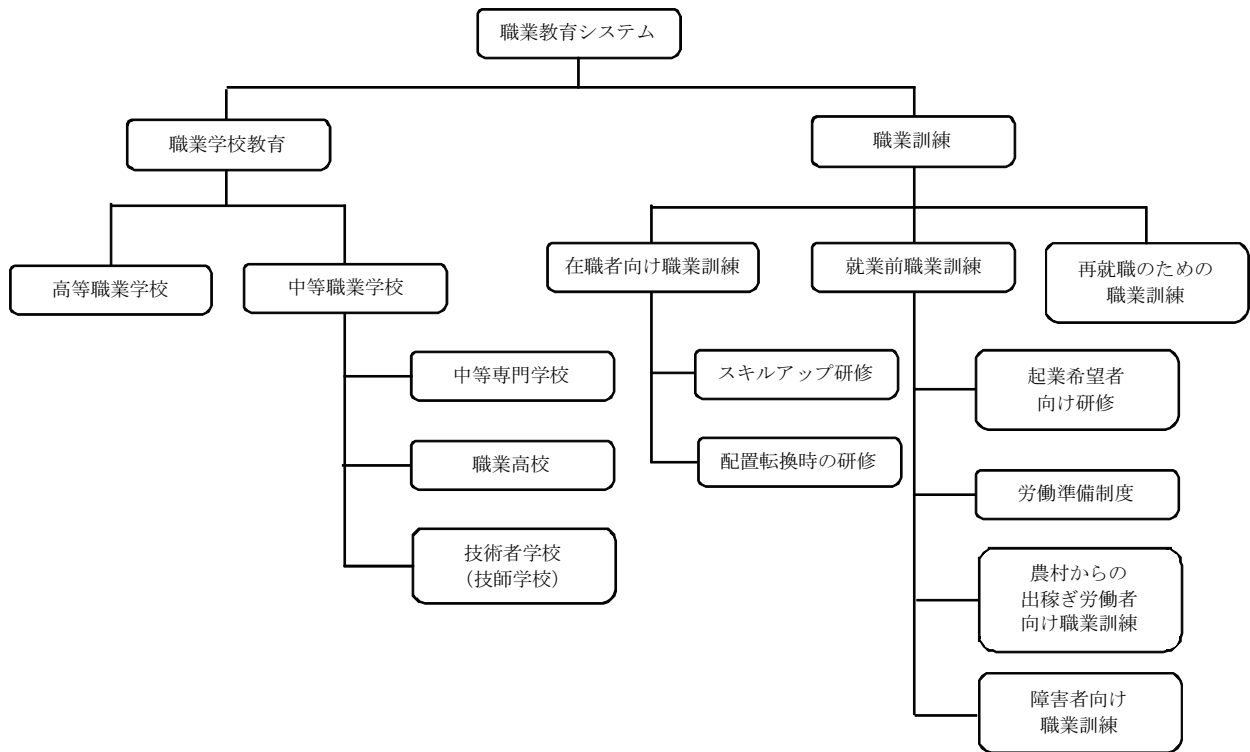 職業教育システム
職業学校教育
職業訓練
高等職業学校
中等職業学校
在職者向け職業訓練
就業前職業訓練
再就職のための
職業訓練
中等専門学校
職業高校
技術者学校
（技師学校）
スキルアップ研修
配置転換時の研修
起業希望者
向け研修
労働準備制度
農村からの
出稼ぎ労働者
向け職業訓練
障害者向け
職業訓練